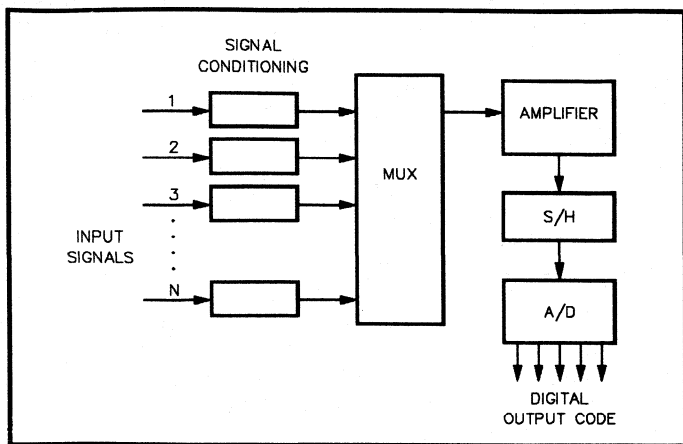 SIGNAL
CONDITIONING
1
2
3
N
INPUT
SIGNALS
MUX
AMPLIFIER
S/H
A/D
DIGITAL
OUTPUT CODE